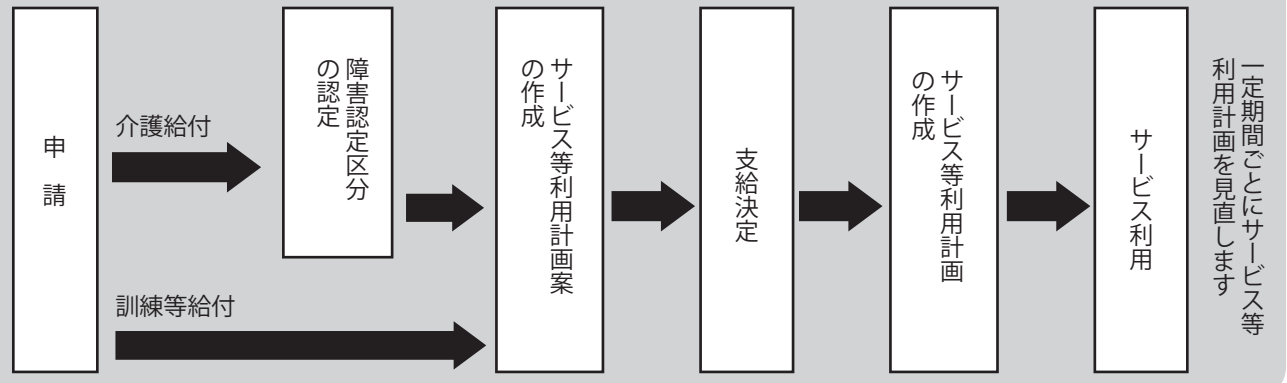 申請
介護給付
訓練等給付
障害認定区分
の認定
サービス等利用計画案
の作成
支給決定
サービス等利用計画
の作成
サービス利用
一定期間ごとにサービス等
利用計画を見直します